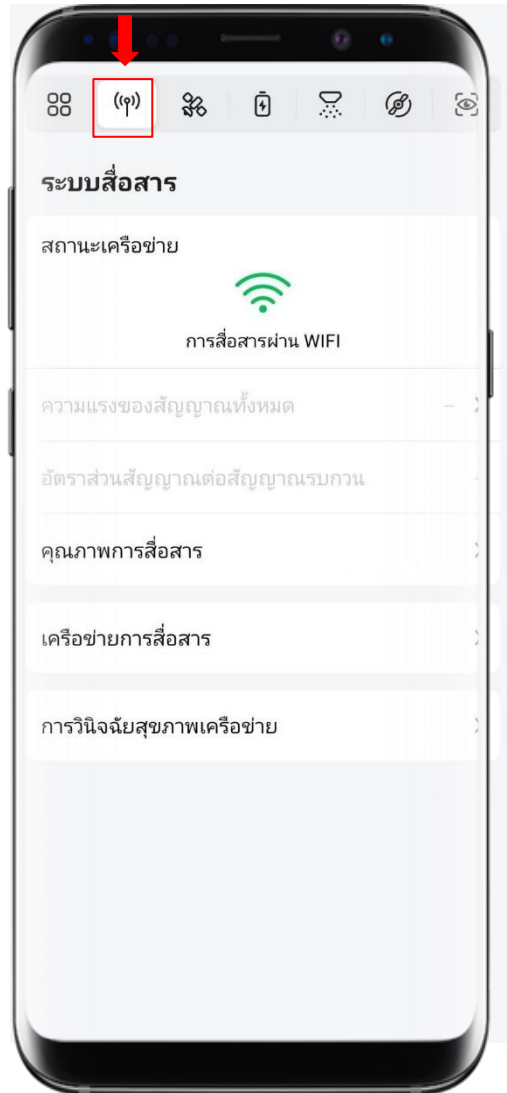 ระบบสื่อสาร
สถานะเครือข่าย
การสื่อสารผ่าน WIFI
ความแรงของสัญญาณทั้งหมด –
อัตราส่วนสัญญาณต่อสัญญาณรบกวน
คุณภาพการสื่อสาร
เครือข่ายการสื่อสาร
การวินิจฉัยสุขภาพเครือข่าย